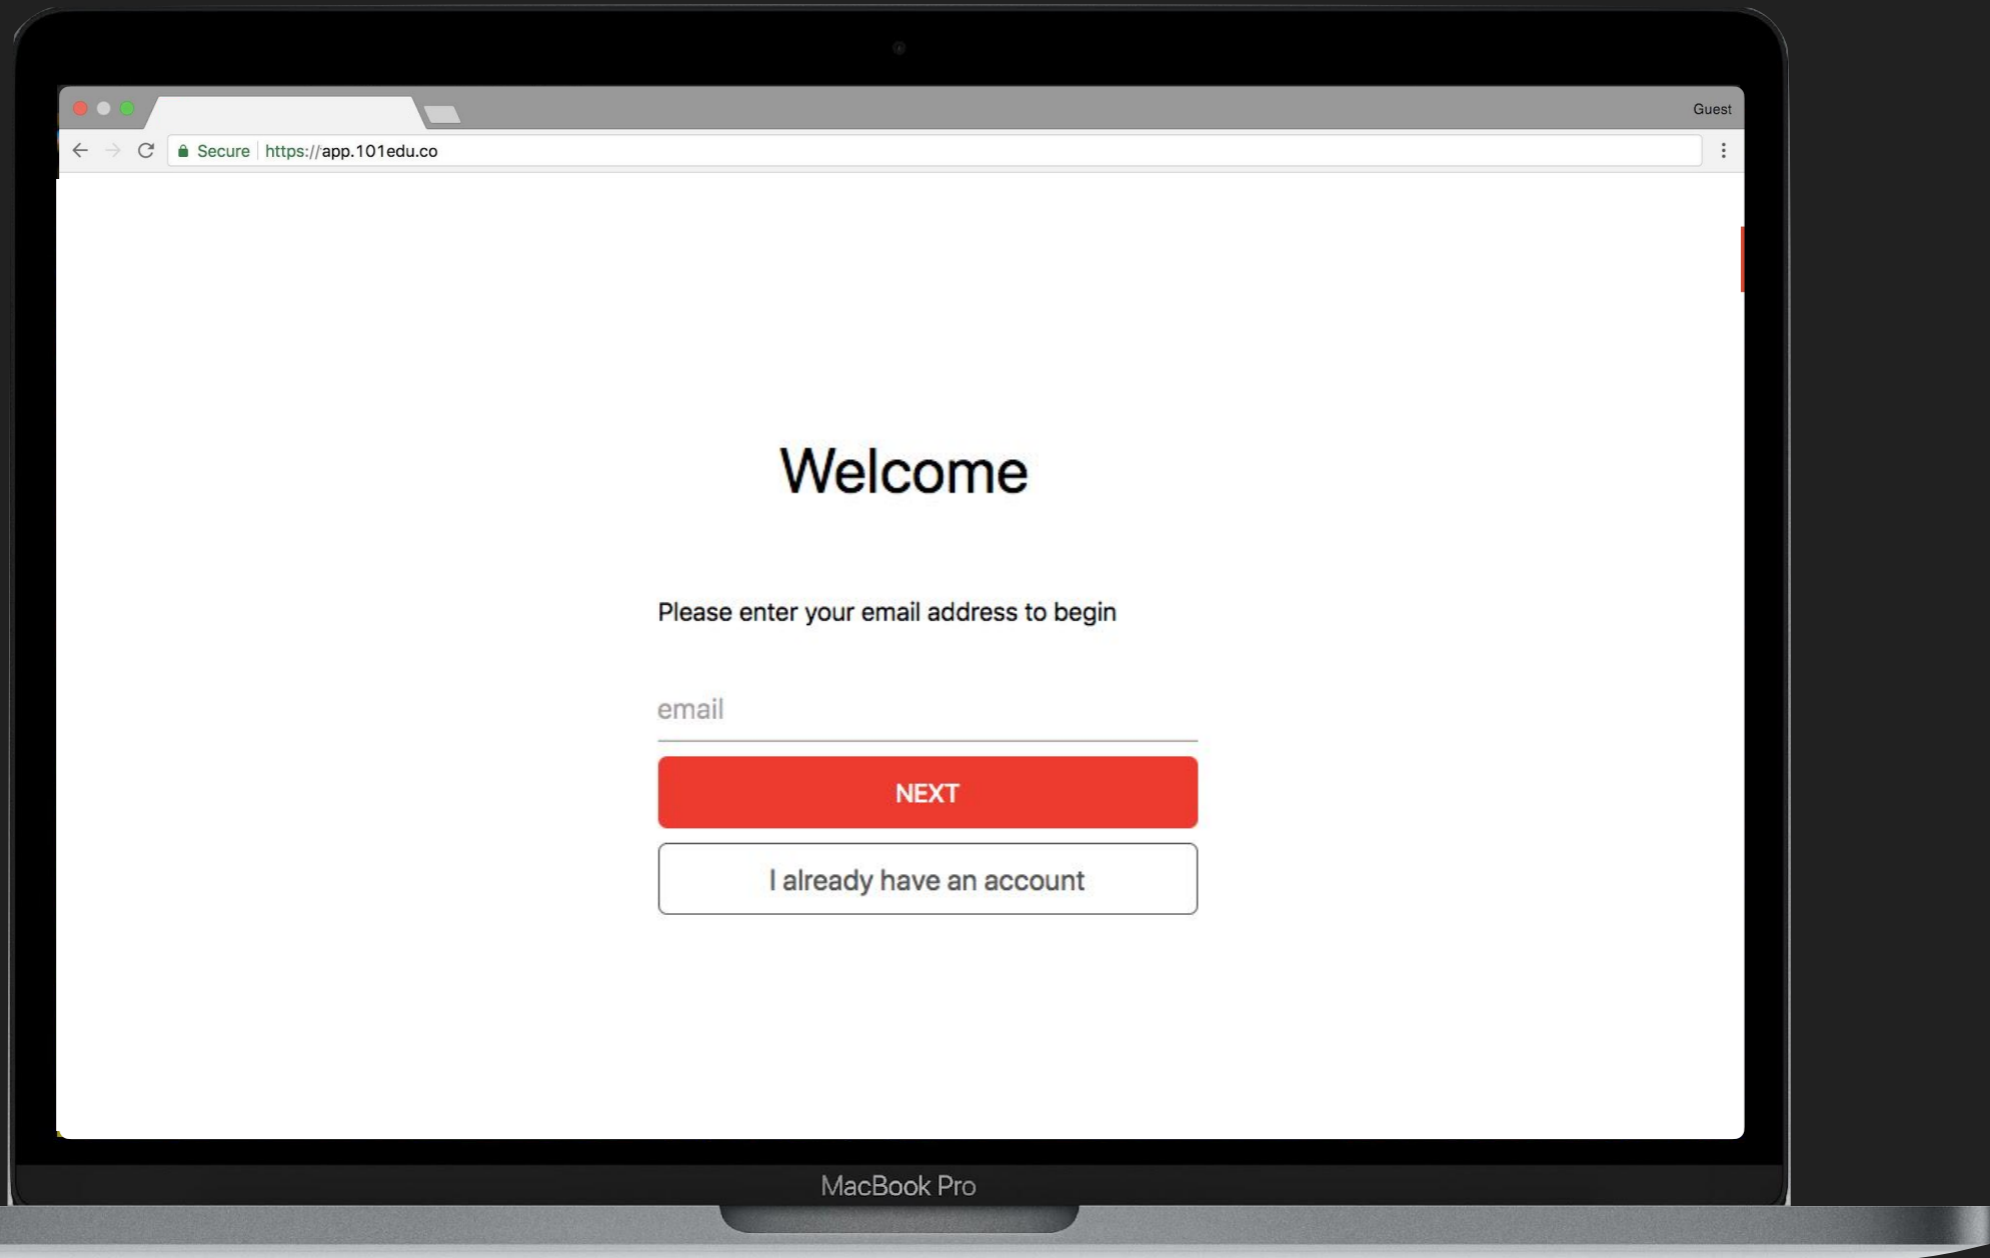 Guest
Secure https://app.101edu.co
Welcome
Please enter your email address to begin
email
NEXT
I already have an account
MacBook Pro